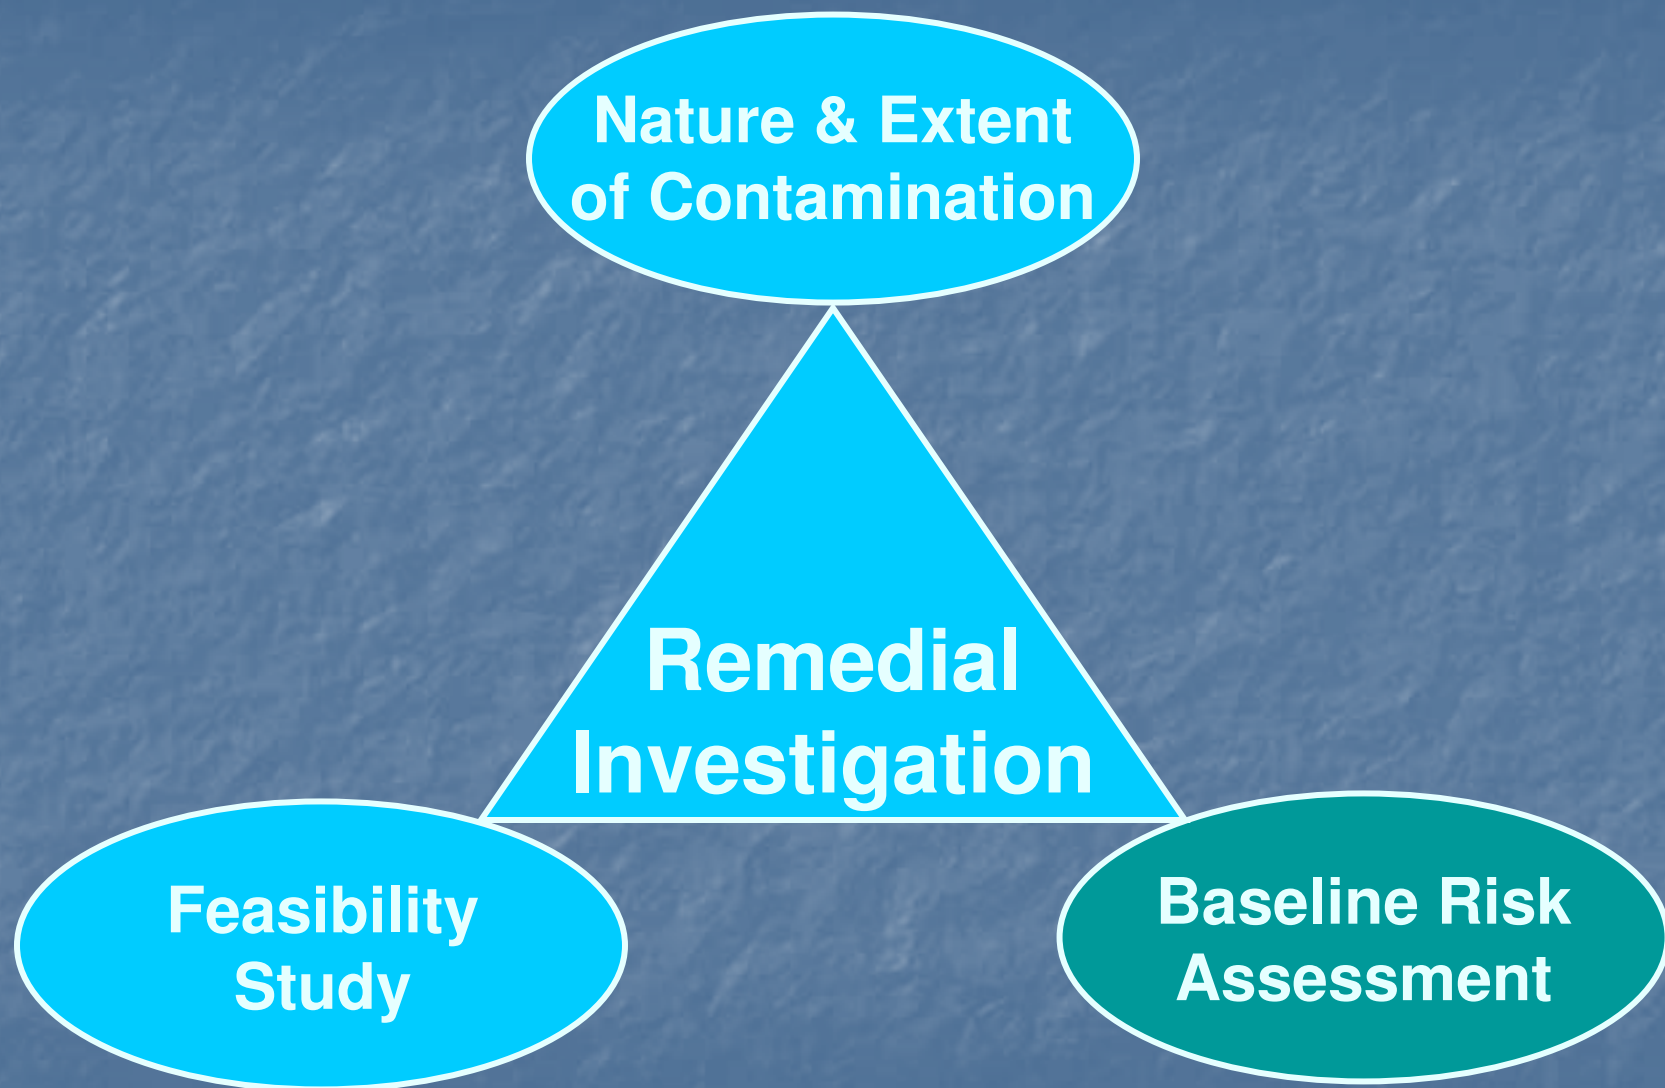 Nature & Extent
of Contamination
Remedial
Investigation
Feasibility
Study
Baseline Risk
Assessment